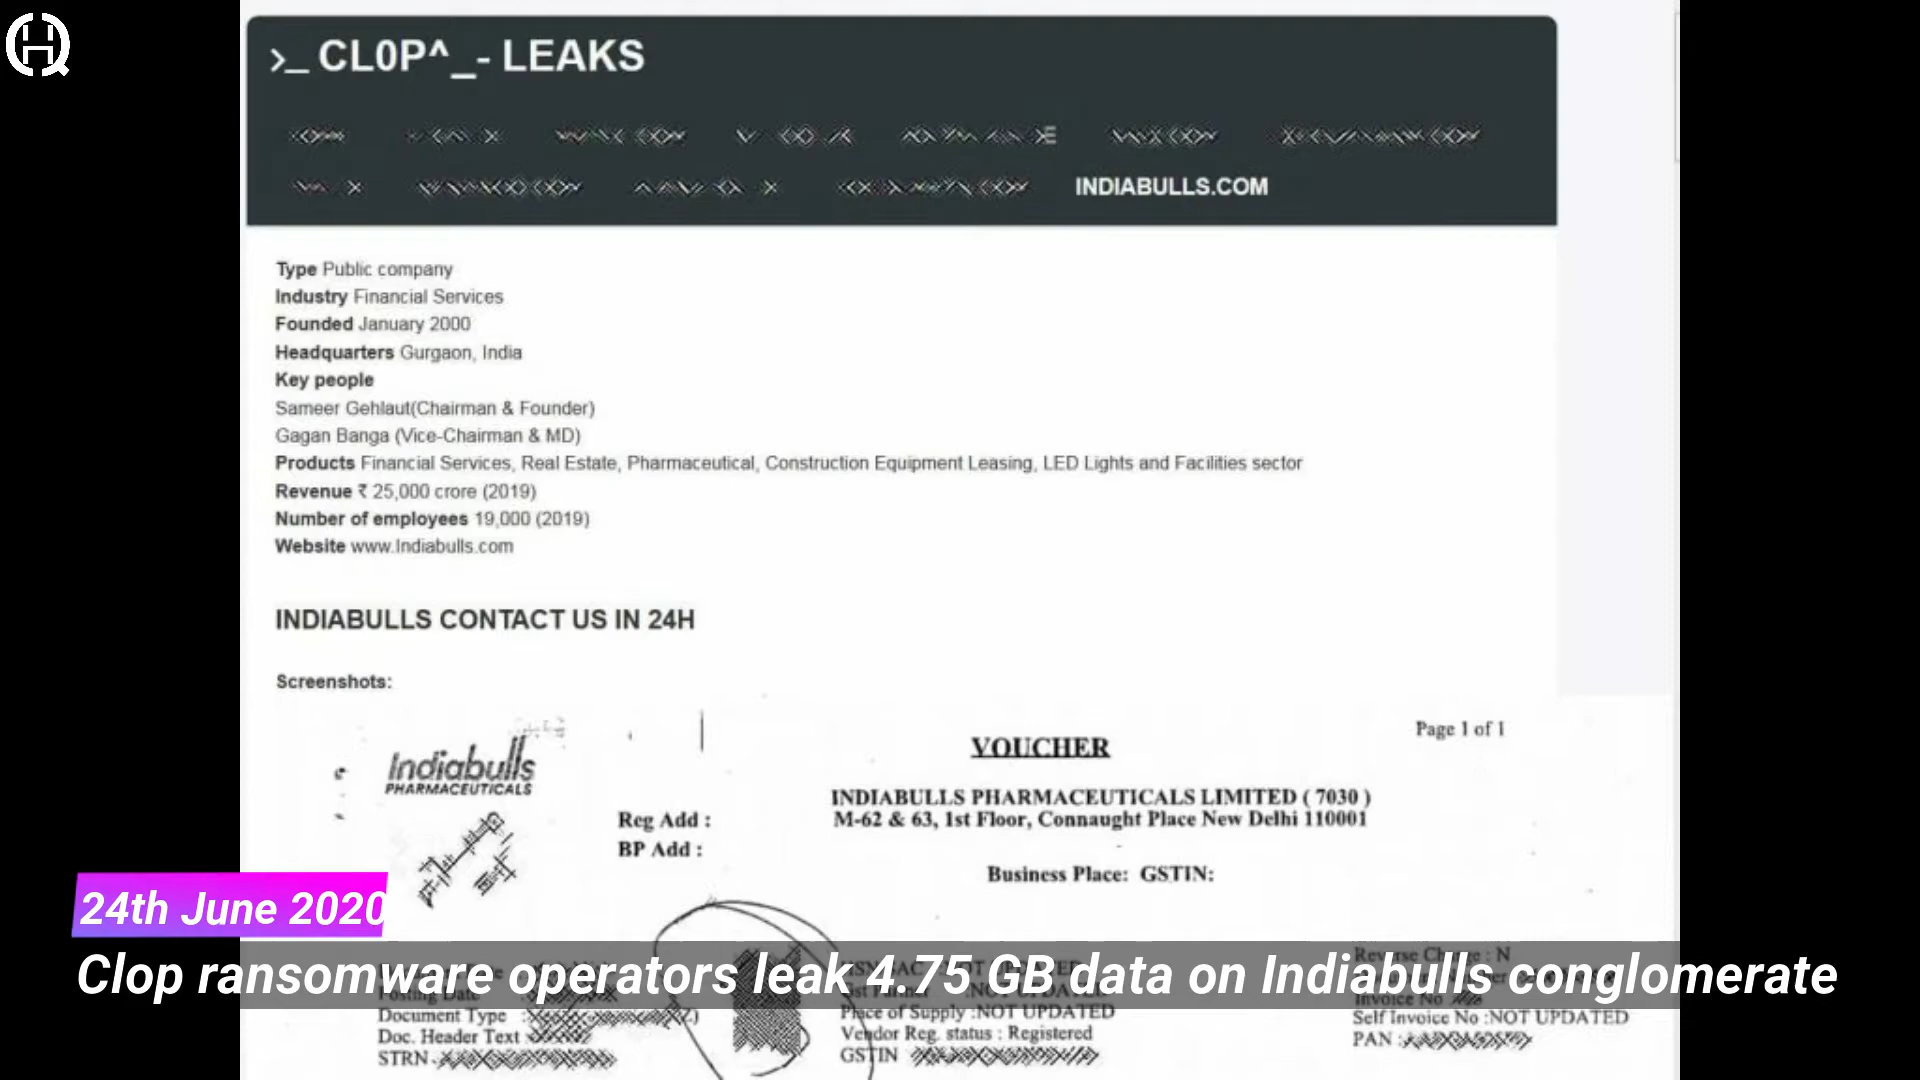 >_ CL0P^_- LEAKS
INDIABULLS.COM
Type Public company
Industry Financial Services
Founded January 2000
Headquarters Gurgaon, India
Key people
Sameer Gehlaut(Chairman & Founder)
Gagan Banga (Vice-Chairman & MD)
Products Financial Services, Real Estate, Pharmaceutical, Construction Equipment Leasing, LED Lights and Facilities sector
Revenue ₹ 25,000 crore (2019)
Number of employees 19,000 (2019)
Website www.Indiabulls.com
INDIABULLS CONTACT US IN 24H
Screenshots:
Page 1 of 1
VOUCHER
Indiabulls
PHARMACEUTICALS
INDIABULLS PHARMACEUTICALS LIMITED ( 7030 )
Reg Add : M-62 & 63, 1st Floor, Connaught Place New Delhi 110001
BP Add :
Business Place: GSTIN:
24th June 2020
Reverse Charge : N
Clop ransomware operators leak 4.75 GB data on Indiabulls conglomerate
Posting Date
Invoice No
Document Type : Place of Supply :NOT UPDATED Self Invoice No :NOT UPDATED
Doc. Header Text Vendor Reg. status : Registered PAN :
STRN GSTIN